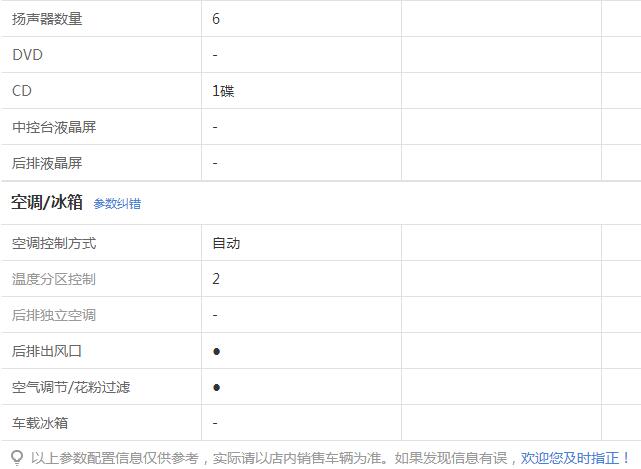 扬声器数量 6
DVD -
CD 1碟
中控台液晶屏 -
后排液晶屏 -
空调/冰箱 参数纠错
空调控制方式 自动
温度分区控制 2
后排独立空调 -
后排出风口 ●
空气调节/花粉过滤 ●
车载冰箱 -
以上参数配置信息仅供参考，实际请以店内销售车辆为准。如果发现信息有误，欢迎您及时指正！